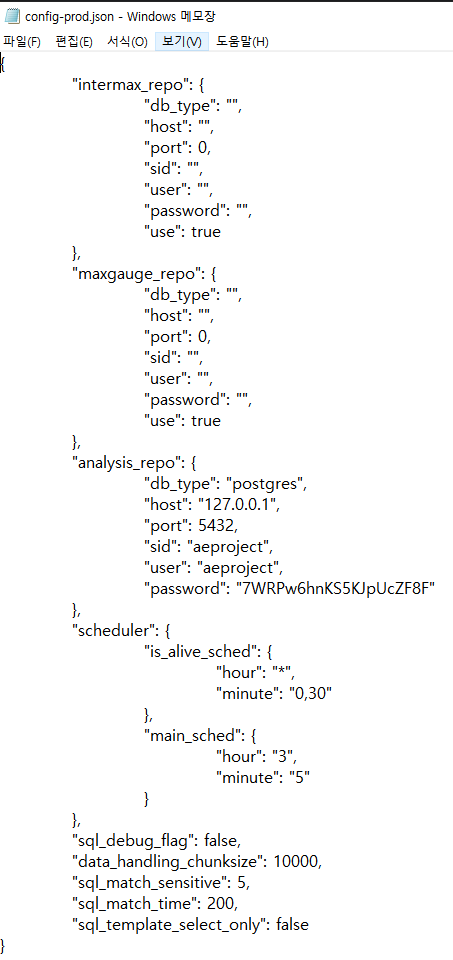 config-prod.json - Windows 메모장
파일(F) 편집(E) 서식(O) 보기(V) 도움말(H)
{
"intermax_repo": {
"db_type": "",
"host": "",
"port": 0,
"sid": "",
"user": "",
"password": "",
"use": true
},
"maxgauge_repo": {
"db_type": "",
"host": "",
"port": 0,
"sid": "",
"user": "",
"password": "",
"use": true
},
"analysis_repo": {
"db_type": "postgres",
"host": "127.0.0.1",
"port": 5432,
"sid": "aeproject",
"user": "aeproject",
"password": "7WRPw6hnKS5KJpUcZF8F"
},
"scheduler": {
"is_alive_sched": {
"hour": "*",
"minute": "0,30"
},
"main_sched": {
"hour": "3",
"minute": "5"
}
},
"sql_debug_flag": false,
"data_handling_chunksize": 10000,
"sql_match_sensitive": 5,
"sql_match_time": 200,
"sql_template_select_only": false
}